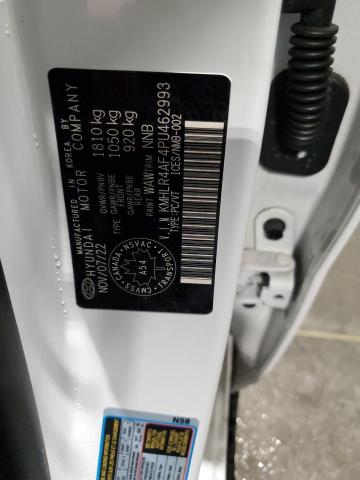 MANUFACTURED IN KOREA BY
HYUNDAI MOTOR COMPANY
NOV/07/22
GVWR/PNBV 1810 kg
GAWR/PNBE FRONT 1050 kg
GAWR/PNBE REAR 920 kg
PAINT WAW TRIM NNB
KMHLR4AF4PU462993
TYPE:PC/VT ICES/NMB-002
CANADA NSVAC
A54
CMVSS TRANSPORT
N58